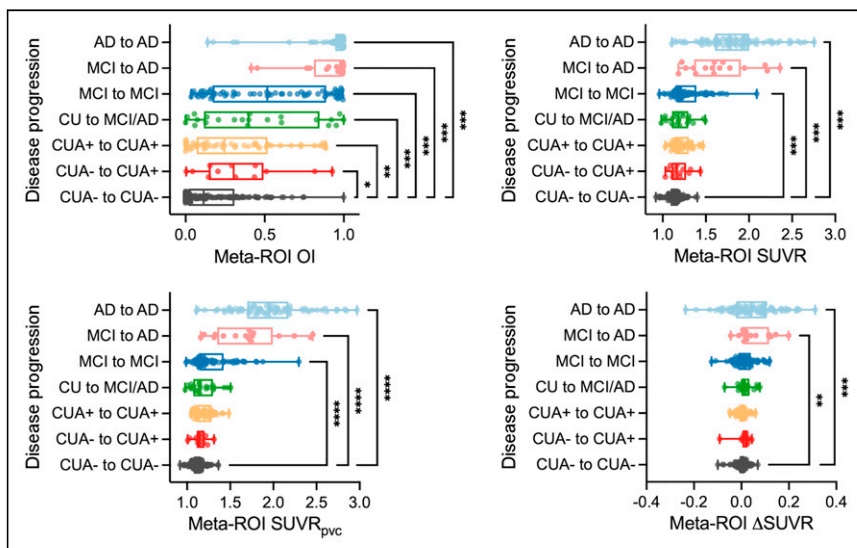 Disease progression
AD to AD
MCI to AD
MCI to MCI
CU to MCI/AD
CUA+ to CUA+
CUA- to CUA+
CUA- to CUA-
*
**
***
***
***
***
0.0 0.5 1.0
Meta-ROI OI
Disease progression
AD to AD
MCI to AD
MCI to MCI
CU to MCI/AD
CUA+ to CUA+
CUA- to CUA+
CUA- to CUA-
***
***
***
1.0 1.5 2.0 2.5 3.0
Meta-ROI SUVR
Disease progression
AD to AD
MCI to AD
MCI to MCI
CU to MCI/AD
CUA+ to CUA+
CUA- to CUA+
CUA- to CUA-
****
****
****
1.0 1.5 2.0 2.5 3.0
Meta-ROI SUVRpvc
Disease progression
AD to AD
MCI to AD
MCI to MCI
CU to MCI/AD
CUA+ to CUA+
CUA- to CUA+
CUA- to CUA-
**
***
-0.4 -0.2 0.0 0.2 0.4
Meta-ROI ΔSUVR